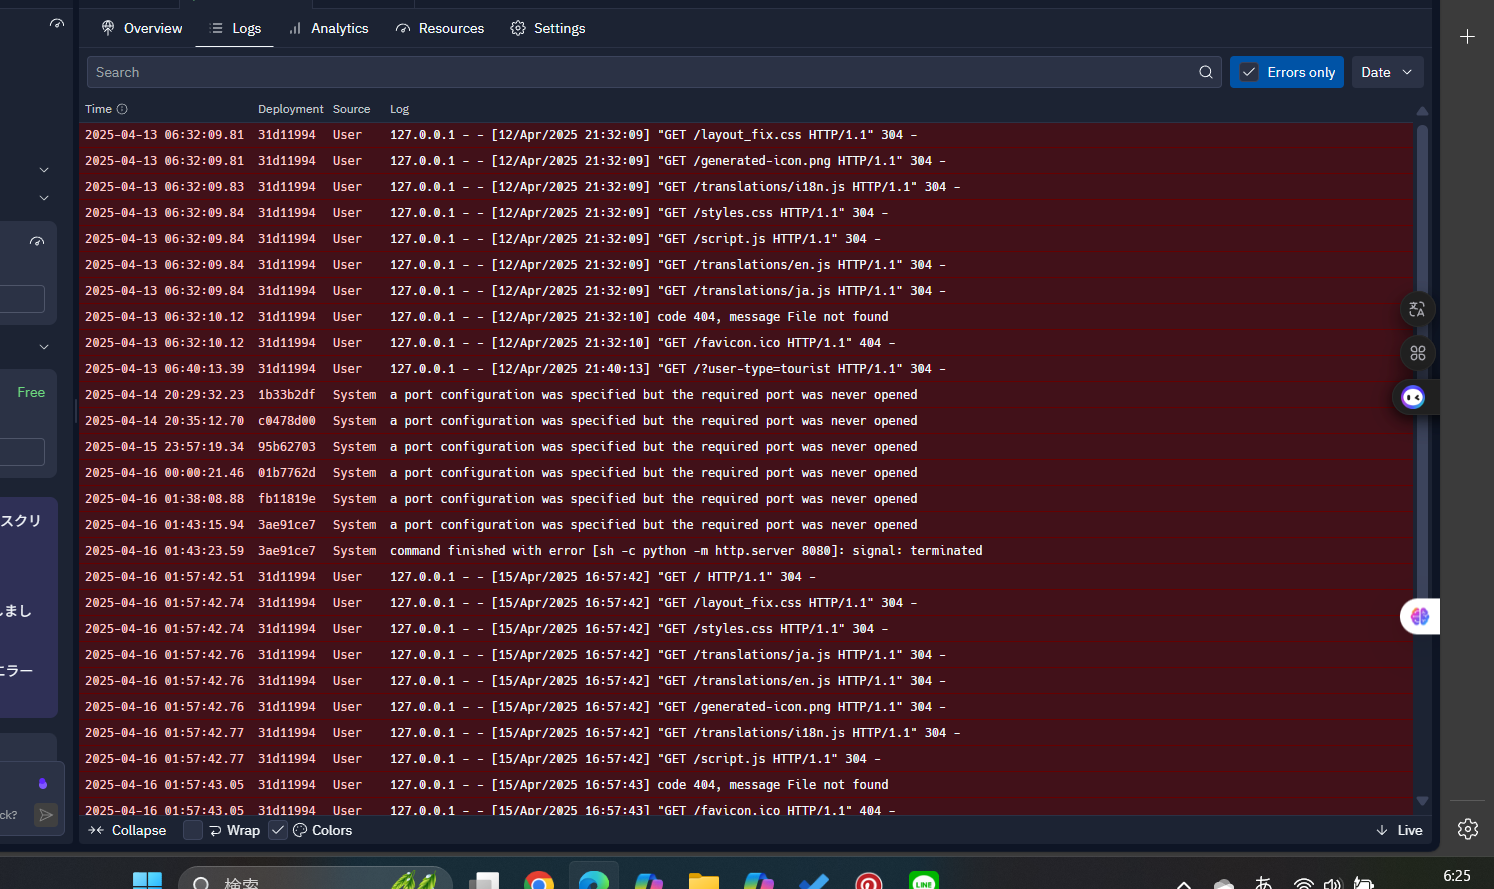 Overview Logs Analytics Resources Settings
Search Errors only Date
Time Deployment Source Log
2025-04-13 06:32:09.81 31d11994 User 127.0.0.1 - - [12/Apr/2025 21:32:09] "GET /layout_fix.css HTTP/1.1" 304 -
2025-04-13 06:32:09.81 31d11994 User 127.0.0.1 - - [12/Apr/2025 21:32:09] "GET /generated-icon.png HTTP/1.1" 304 -
2025-04-13 06:32:09.83 31d11994 User 127.0.0.1 - - [12/Apr/2025 21:32:09] "GET /translations/i18n.js HTTP/1.1" 304 -
2025-04-13 06:32:09.84 31d11994 User 127.0.0.1 - - [12/Apr/2025 21:32:09] "GET /styles.css HTTP/1.1" 304 -
2025-04-13 06:32:09.84 31d11994 User 127.0.0.1 - - [12/Apr/2025 21:32:09] "GET /script.js HTTP/1.1" 304 -
2025-04-13 06:32:09.84 31d11994 User 127.0.0.1 - - [12/Apr/2025 21:32:09] "GET /translations/en.js HTTP/1.1" 304 -
2025-04-13 06:32:09.84 31d11994 User 127.0.0.1 - - [12/Apr/2025 21:32:09] "GET /translations/ja.js HTTP/1.1" 304 -
2025-04-13 06:32:10.12 31d11994 User 127.0.0.1 - - [12/Apr/2025 21:32:10] code 404, message File not found
2025-04-13 06:32:10.12 31d11994 User 127.0.0.1 - - [12/Apr/2025 21:32:10] "GET /favicon.ico HTTP/1.1" 404 -
2025-04-13 06:40:13.39 31d11994 User 127.0.0.1 - - [12/Apr/2025 21:40:13] "GET /?user-type=tourist HTTP/1.1" 304 -
2025-04-14 20:29:32.23 1b33b2df System a port configuration was specified but the required port was never opened
2025-04-14 20:35:12.70 c0478d00 System a port configuration was specified but the required port was never opened
2025-04-15 23:57:19.34 95b62703 System a port configuration was specified but the required port was never opened
2025-04-16 00:00:21.46 01b7762d System a port configuration was specified but the required port was never opened
2025-04-16 01:38:08.88 fb11819e System a port configuration was specified but the required port was never opened
2025-04-16 01:43:15.94 3ae91ce7 System a port configuration was specified but the required port was never opened
2025-04-16 01:43:23.59 3ae91ce7 System command finished with error [sh -c python -m http.server 8080]: signal: terminated
2025-04-16 01:57:42.51 31d11994 User 127.0.0.1 - - [15/Apr/2025 16:57:42] "GET / HTTP/1.1" 304 -
2025-04-16 01:57:42.74 31d11994 User 127.0.0.1 - - [15/Apr/2025 16:57:42] "GET /layout_fix.css HTTP/1.1" 304 -
2025-04-16 01:57:42.74 31d11994 User 127.0.0.1 - - [15/Apr/2025 16:57:42] "GET /styles.css HTTP/1.1" 304 -
2025-04-16 01:57:42.76 31d11994 User 127.0.0.1 - - [15/Apr/2025 16:57:42] "GET /translations/ja.js HTTP/1.1" 304 -
2025-04-16 01:57:42.76 31d11994 User 127.0.0.1 - - [15/Apr/2025 16:57:42] "GET /translations/en.js HTTP/1.1" 304 -
2025-04-16 01:57:42.76 31d11994 User 127.0.0.1 - - [15/Apr/2025 16:57:42] "GET /generated-icon.png HTTP/1.1" 304 -
2025-04-16 01:57:42.77 31d11994 User 127.0.0.1 - - [15/Apr/2025 16:57:42] "GET /translations/i18n.js HTTP/1.1" 304 -
2025-04-16 01:57:42.77 31d11994 User 127.0.0.1 - - [15/Apr/2025 16:57:42] "GET /script.js HTTP/1.1" 304 -
2025-04-16 01:57:43.05 31d11994 User 127.0.0.1 - - [15/Apr/2025 16:57:43] code 404, message File not found
2025-04-16 01:57:43.05 31d11994 User 127.0.0.1 - - [15/Apr/2025 16:57:43] "GET /favicon.ico HTTP/1.1" 404 -
Collapse Wrap Colors Live
Free
スクリ
しまし
エラー
ck?
検索
LINE
あ
6:25